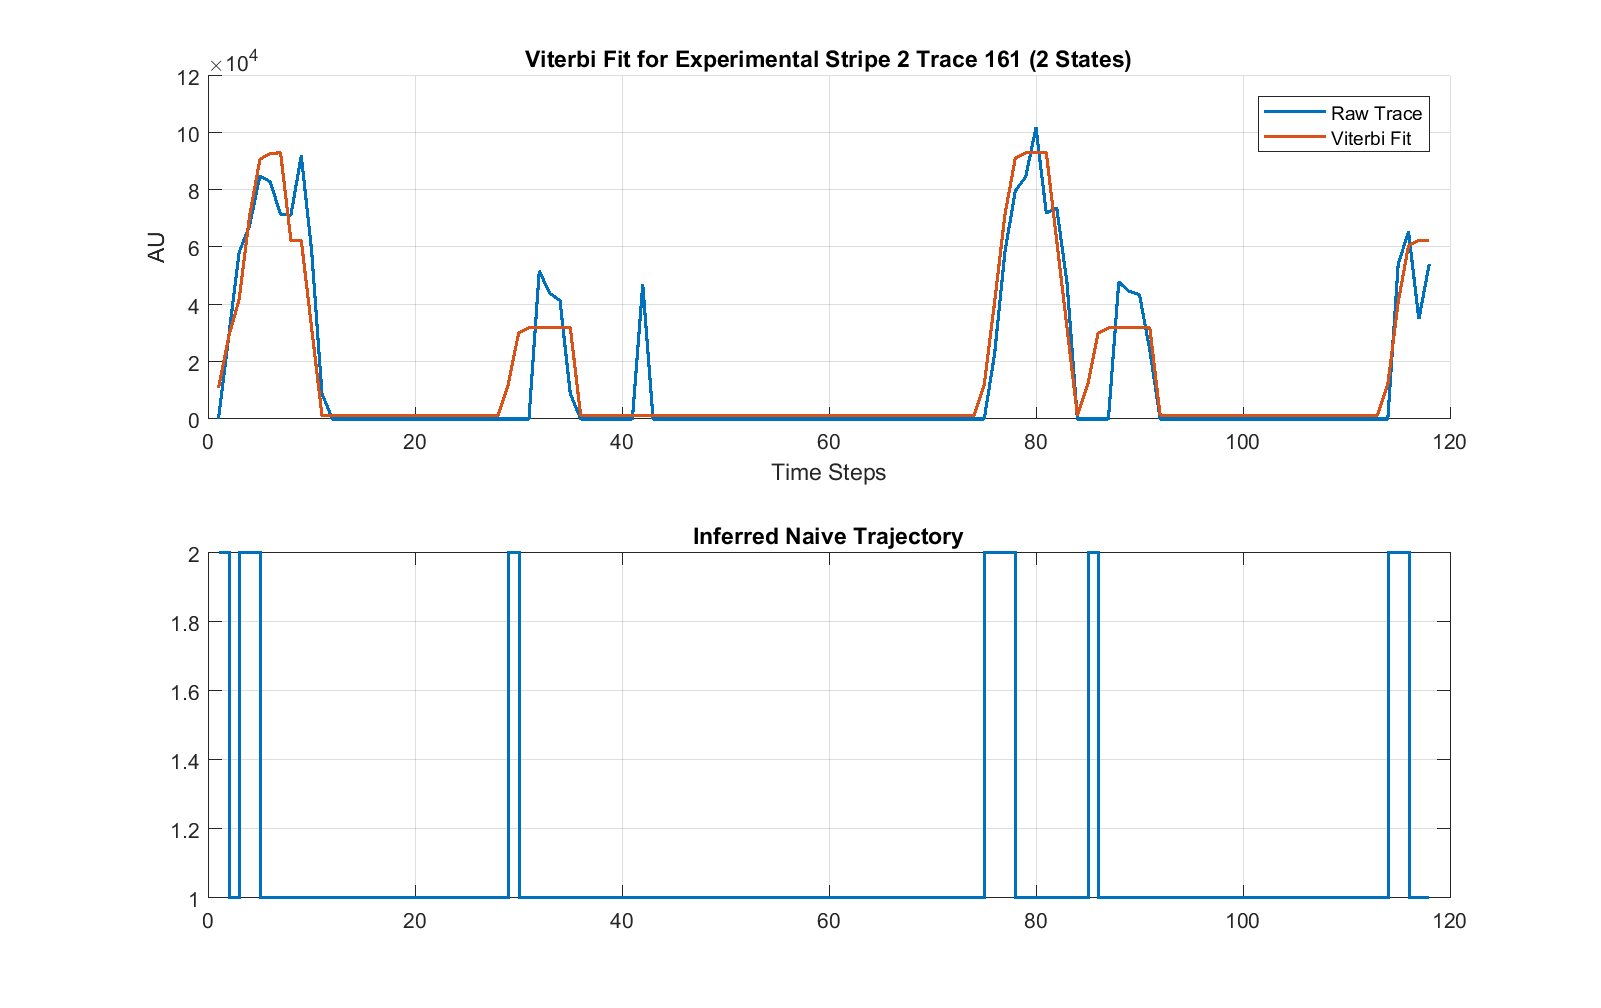 Viterbi Fit for Experimental Stripe 2 Trace 161 (2 States)
×10⁴
12
10
8
6
4
2
0
AU
Raw Trace
Viterbi Fit
0 20 40 60 80 100 120
Time Steps
Inferred Naive Trajectory
2
1.8
1.6
1.4
1.2
1
0 20 40 60 80 100 120